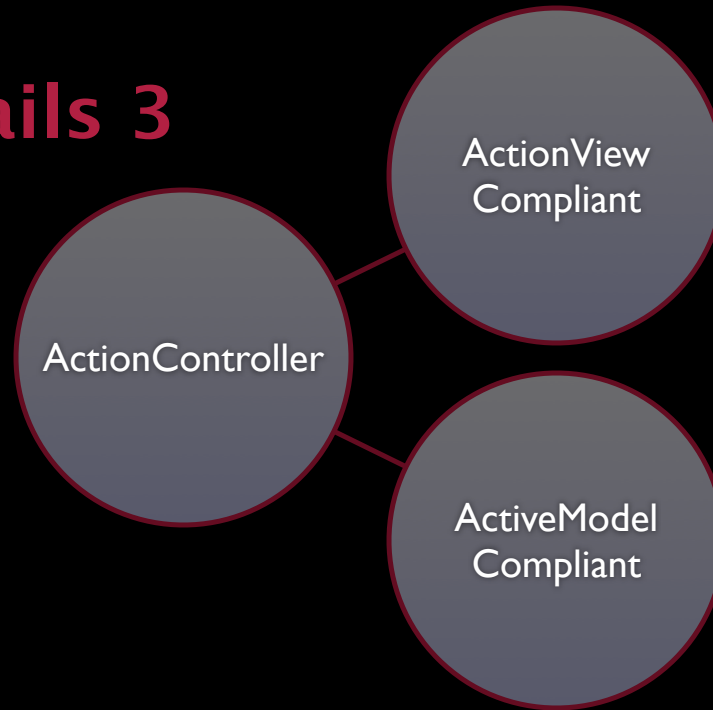 ails 3
ActionView
Compliant
ActionController
ActiveModel
Compliant